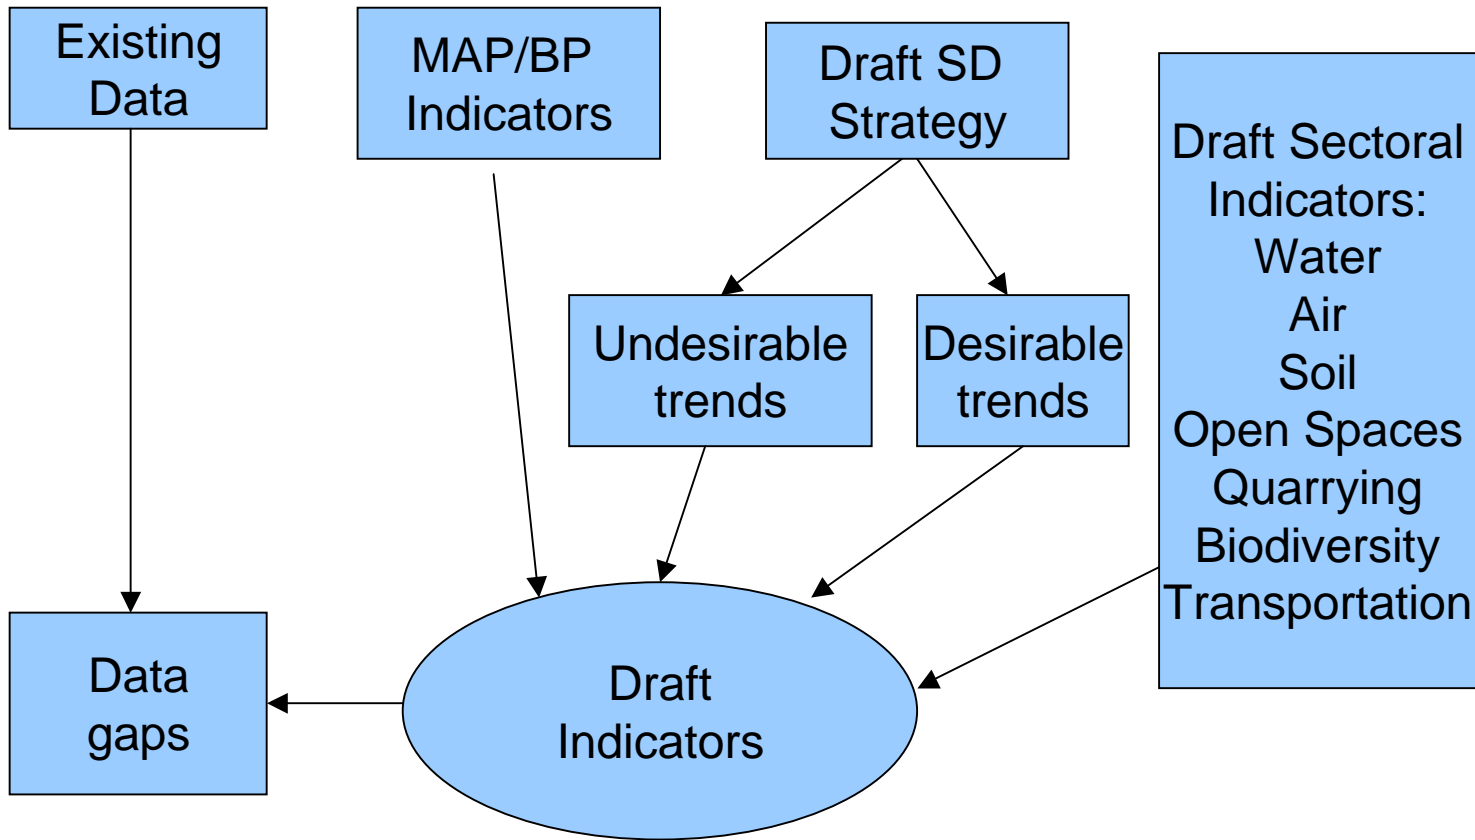 Existing
Data
MAP/BP
Indicators
Draft SD
Strategy
Draft Sectoral
Indicators:
Water
Air
Soil
Open Spaces
Quarrying
Biodiversity
Transportation
Undesirable
trends
Desirable
trends
Data
gaps
Draft
Indicators